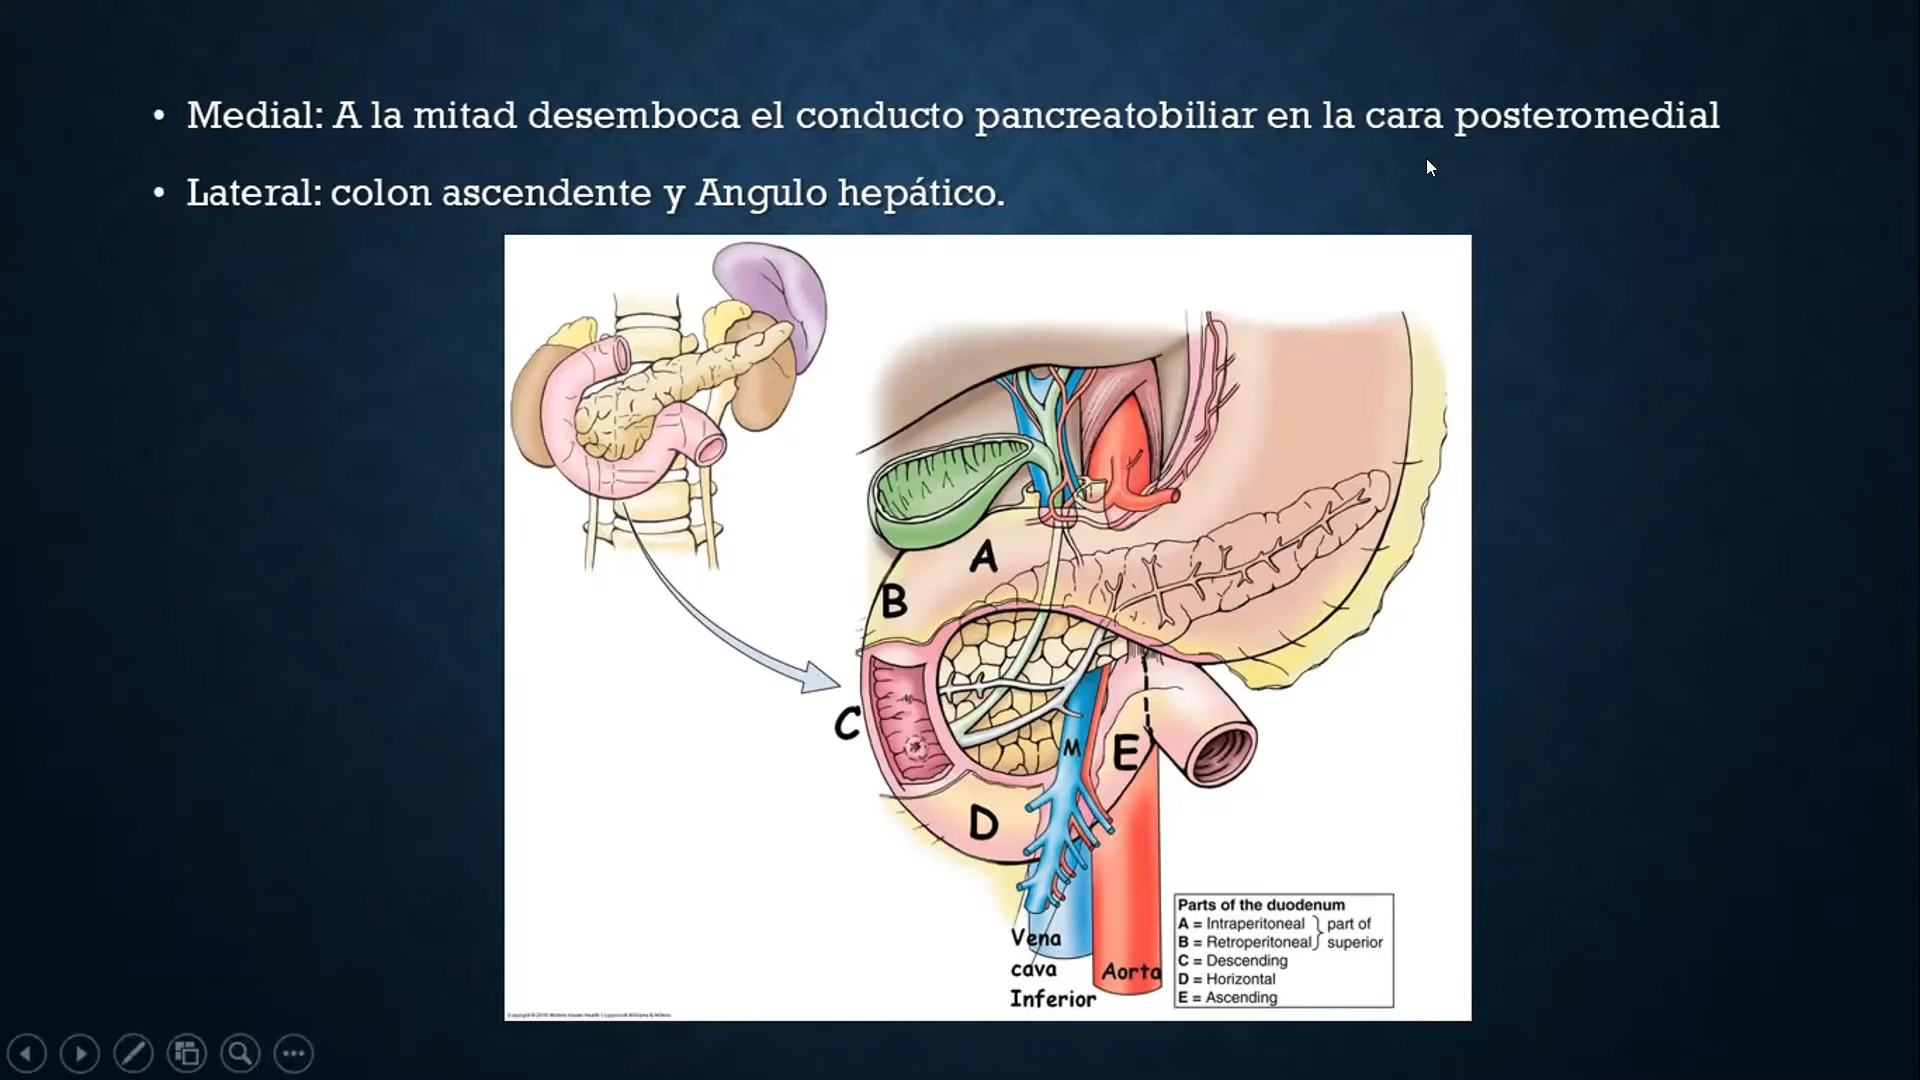 • Medial: A la mitad desemboca el conducto pancreatobiliar en la cara posteromedial
• Lateral: colon ascendente y Angulo hepático.
A
B
C
M
E
D
Vena
cava
Inferior
Aorta
Parts of the duodenum
A = Intraperitoneal } part of
B = Retroperitoneal } superior
C = Descending
D = Horizontal
E = Ascending